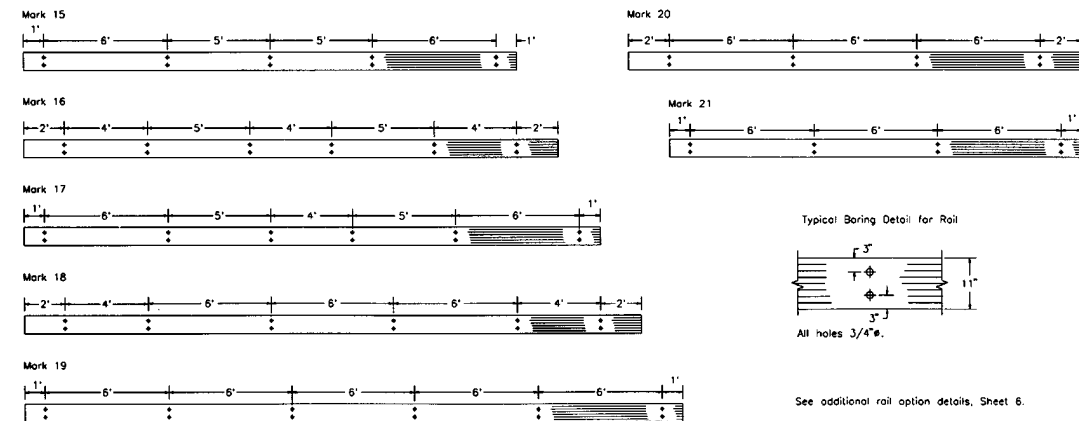 Mark 15
1' 6' 5' 5' 6' 1'
Mark 16
2' 4' 5' 4' 5' 4' 2'
Mark 17
1' 6' 5' 4' 5' 6' 1'
Mark 18
2' 4' 6' 6' 6' 4' 2'
Mark 19
1' 6' 6' 6' 6' 6' 1'
Mark 20
2' 6' 6' 6' 2'
Mark 21
1' 6' 6' 6' 1'
Typical Boring Detail for Rail
3"
11"
3"
All holes 3/4"ø.
See additional rail option details, Sheet 6.